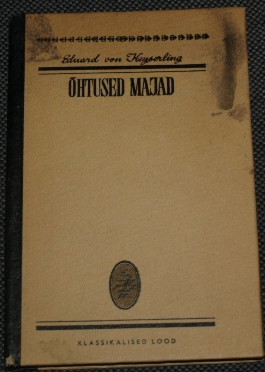 Eduard von Keyserling
ÕHTUSED MAJAD
KLASSIKALISED LOOD